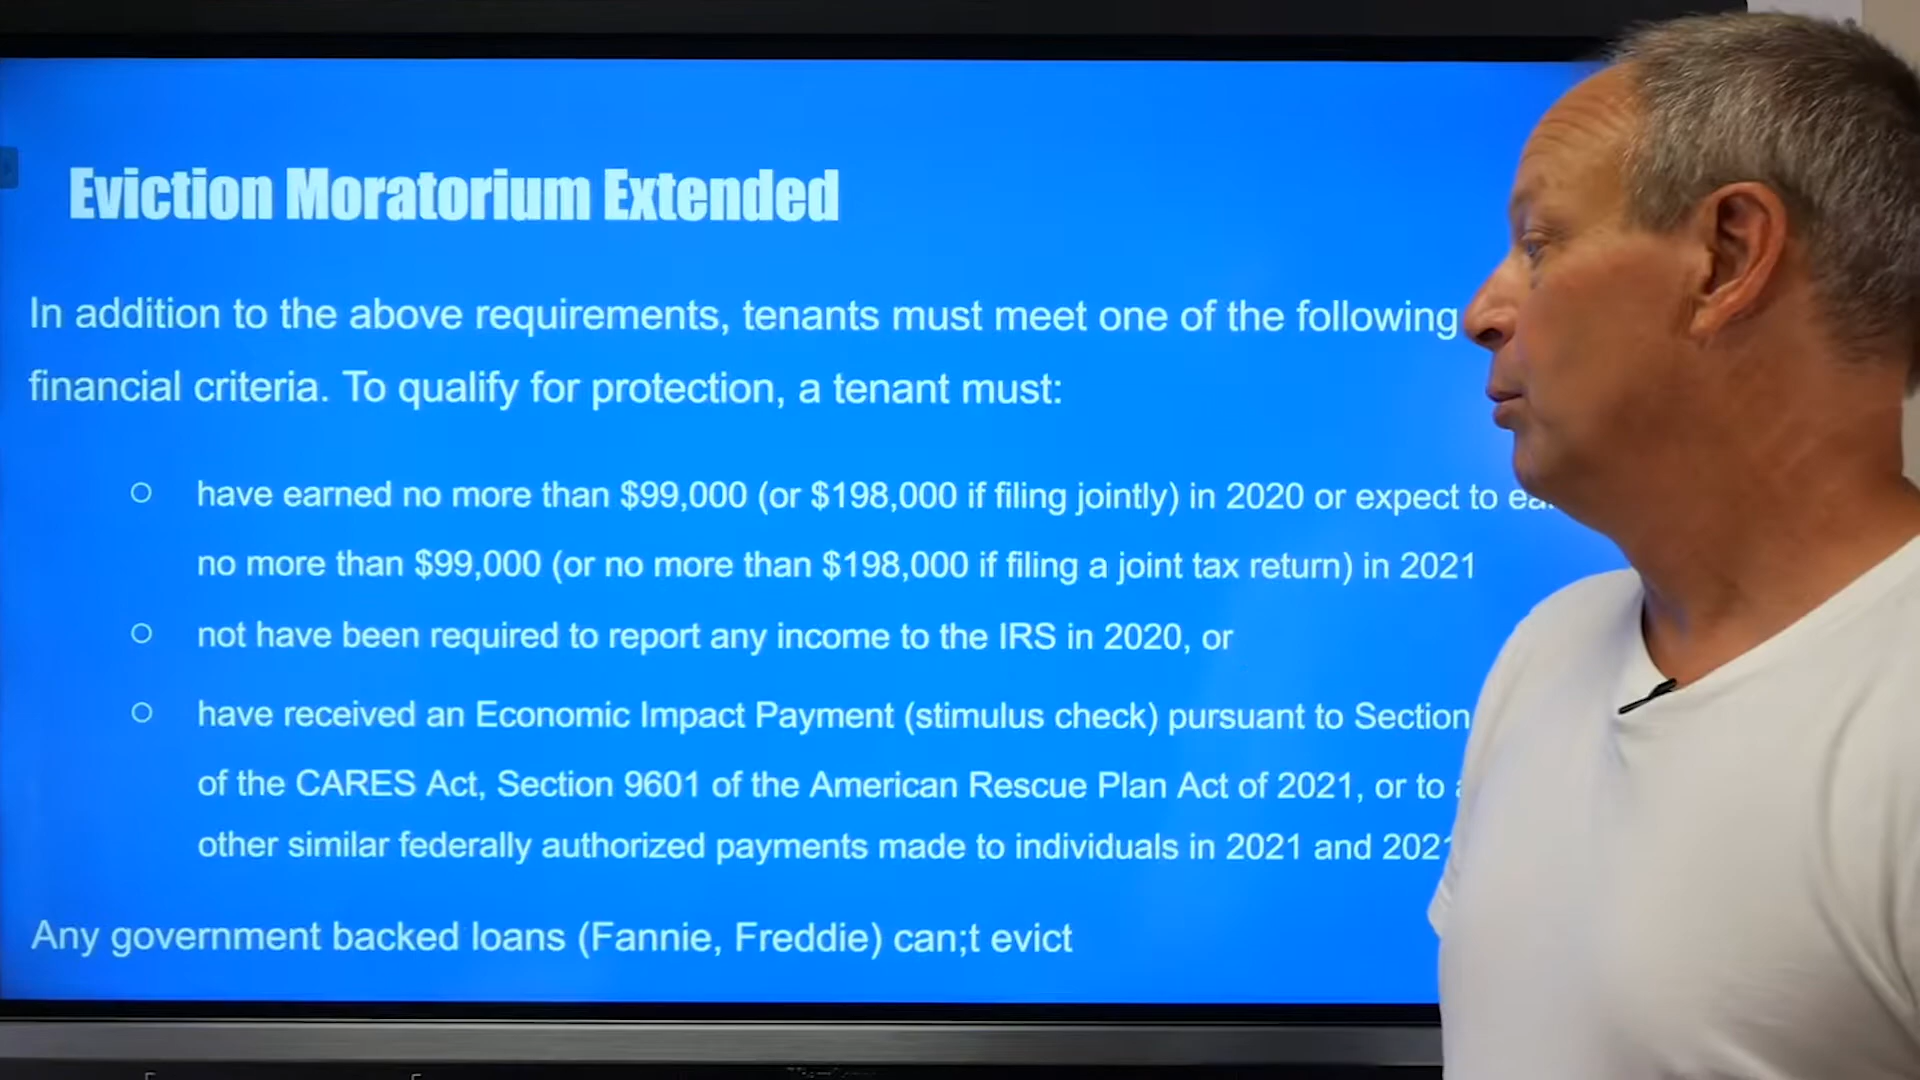 Eviction Moratorium Extended
In addition to the above requirements, tenants must meet one of the following
financial criteria. To qualify for protection, a tenant must:
have earned no more than $99,000 (or $198,000 if filing jointly) in 2020 or expect to
no more than $99,000 (or no more than $198,000 if filing a joint tax return) in 2021
not have been required to report any income to the IRS in 2020, or
have received an Economic Impact Payment (stimulus check) pursuant to Section
of the CARES Act, Section 9601 of the American Rescue Plan Act of 2021, or to
other similar federally authorized payments made to individuals in 2021 and
Any government backed loans (Fannie, Freddie) can;t evict